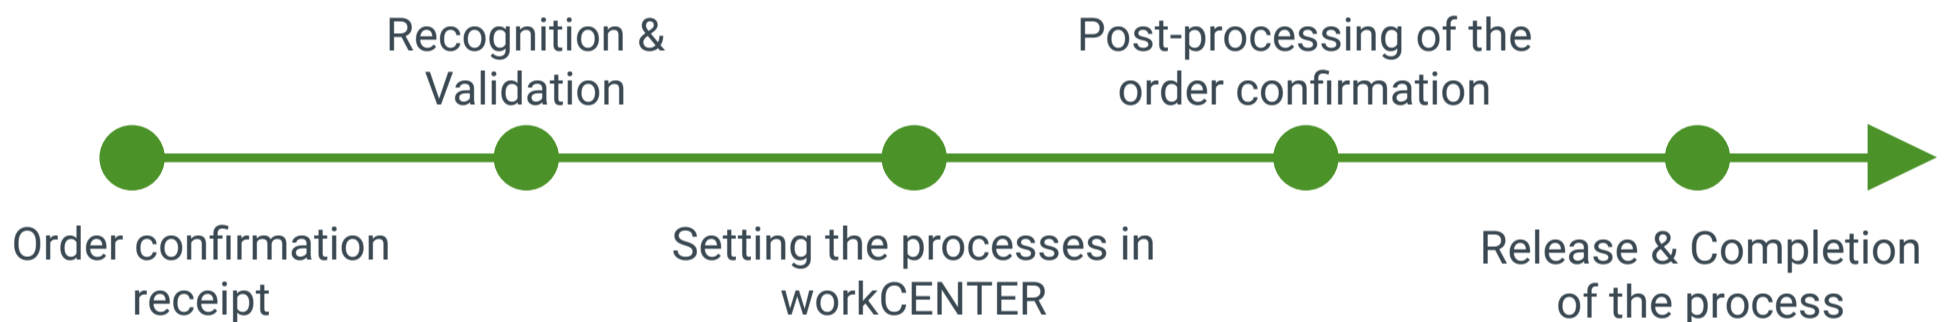 Order confirmation
receipt
Recognition &
Validation
Setting the processes in
workCENTER
Post-processing of the
order confirmation
Release & Completion
of the process